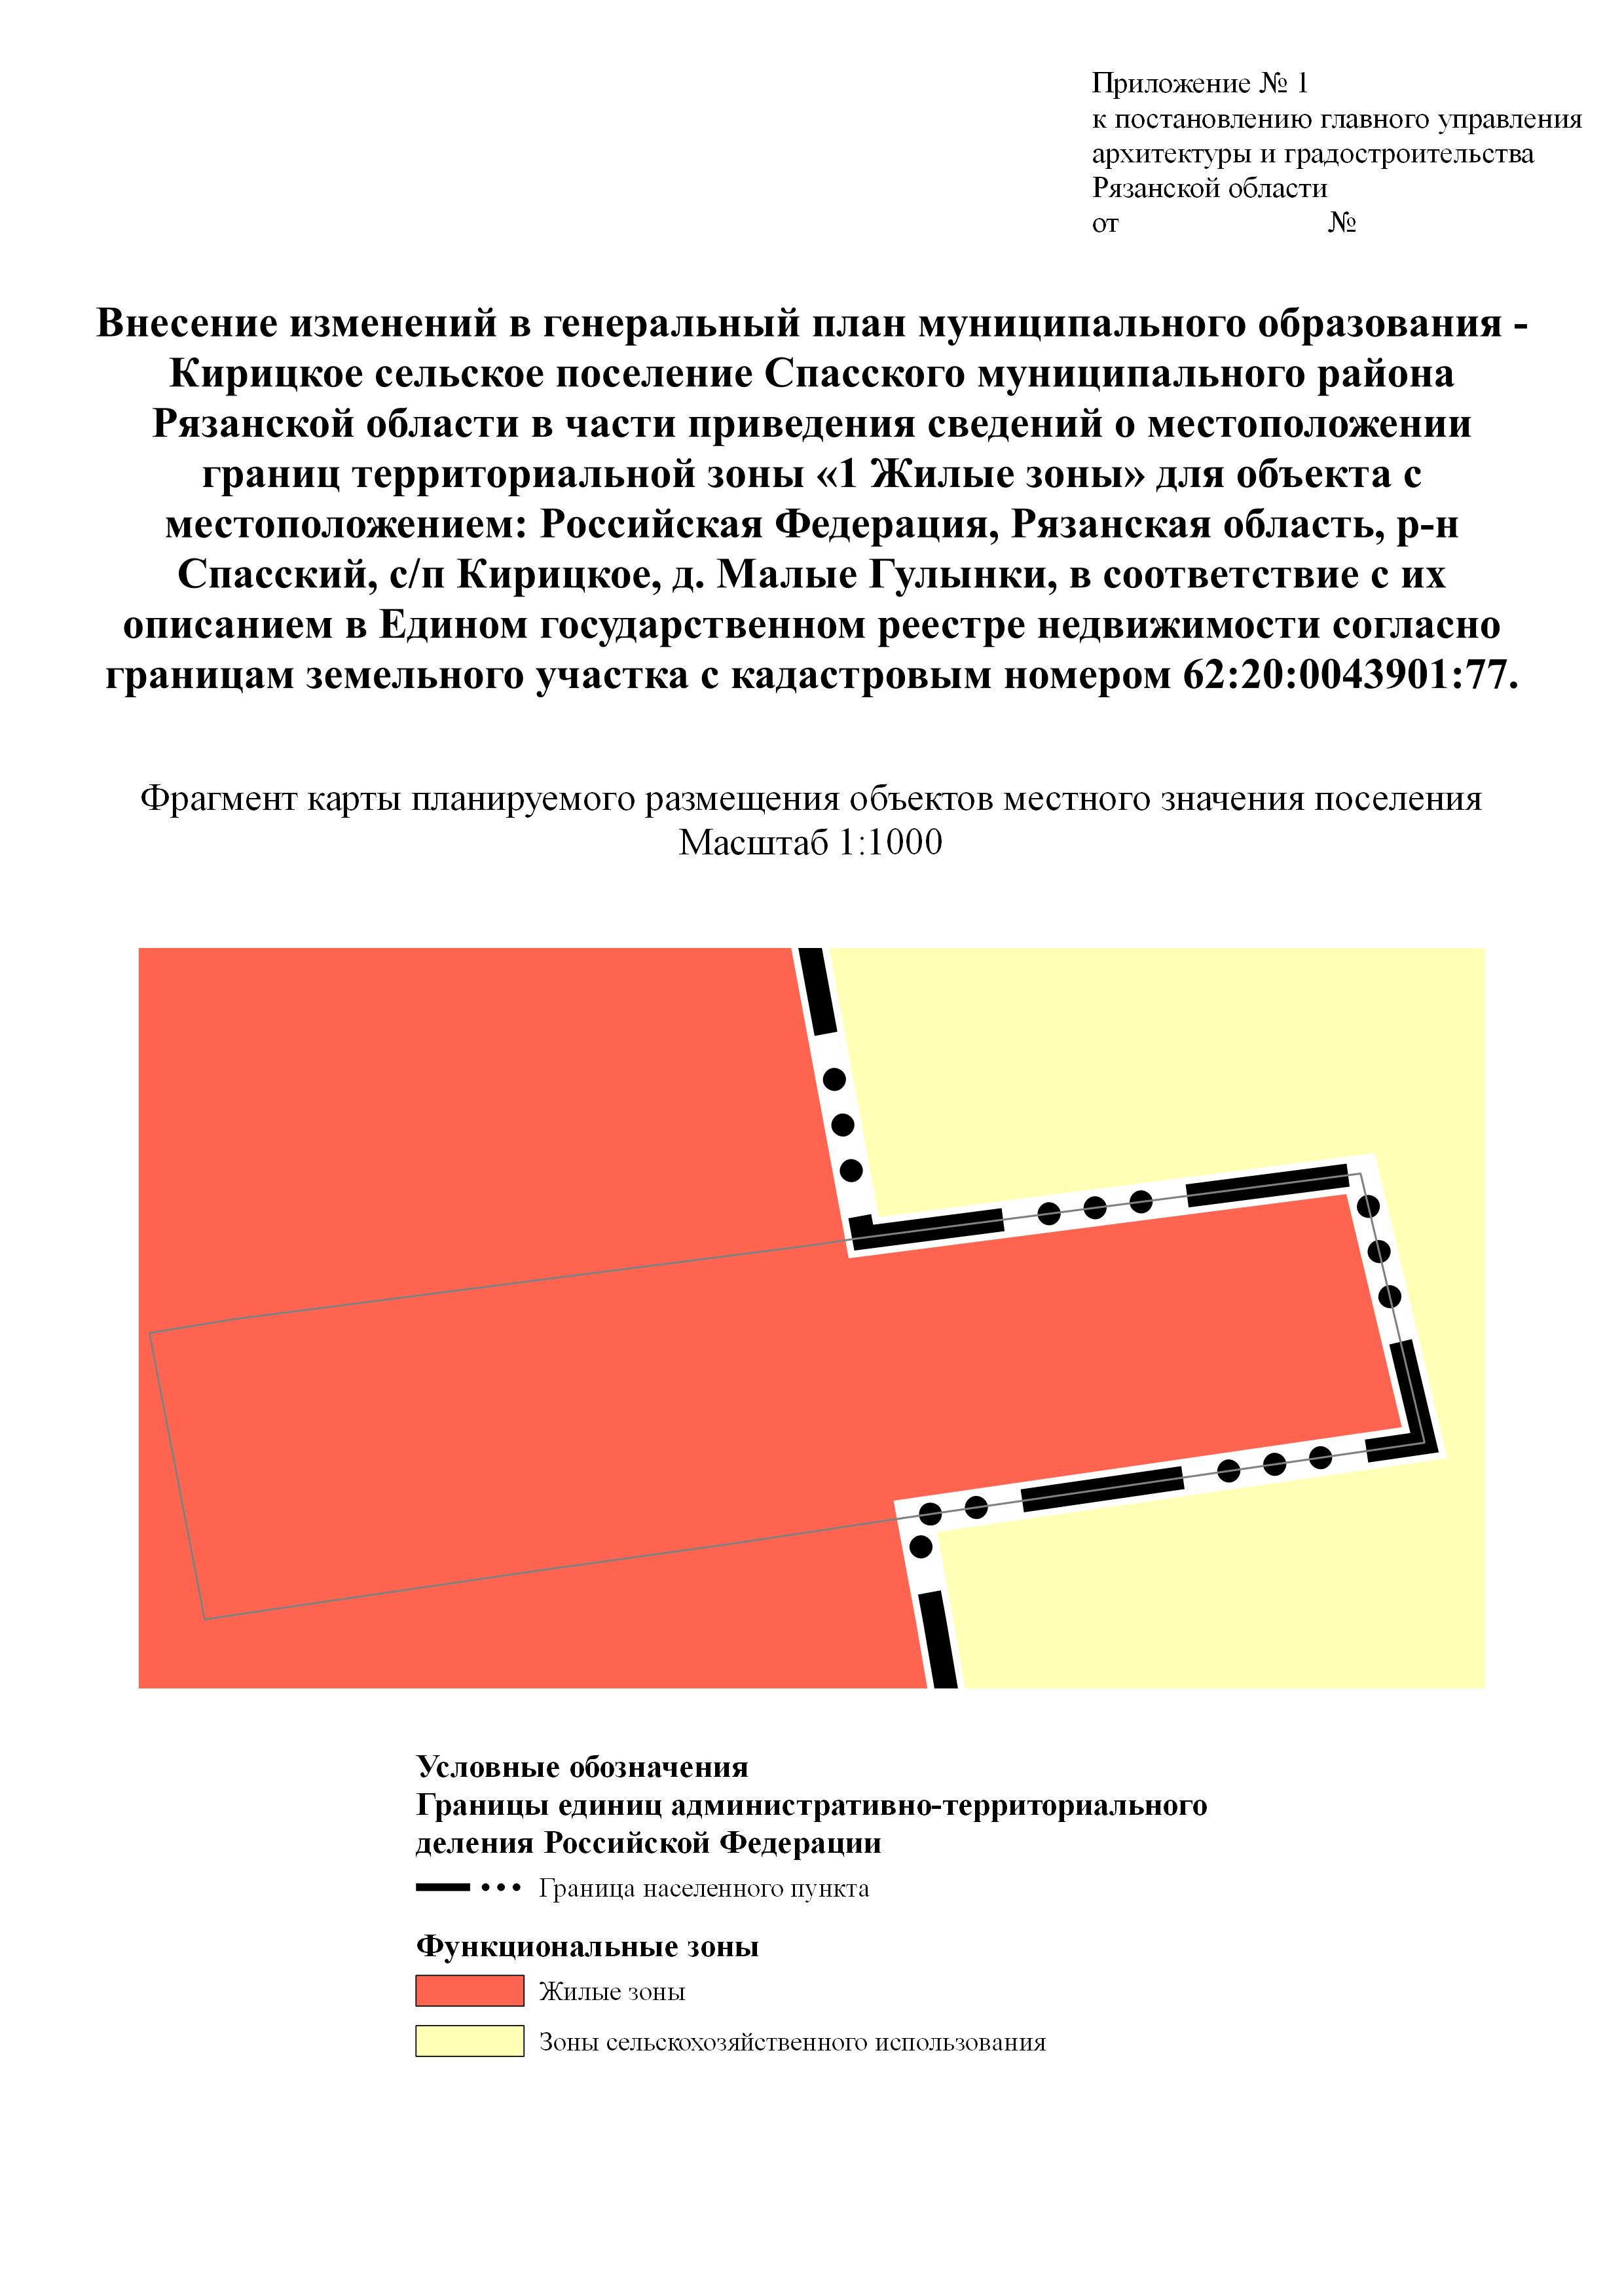 Приложение № 1
к постановлению главного управления
архитектуры и градостроительства
Рязанской области
от №
Внесение изменений в генеральный план муниципального образования -
Кирицкое сельское поселение Спасского муниципального района
Рязанской области в части приведения сведений о местоположении
границ территориальной зоны «1 Жилые зоны» для объекта с
местоположением: Российская Федерация, Рязанская область, р-н
Спасский, с/п Кирицкое, д. Малые Гулынки, в соответствие с их
описанием в Едином государственном реестре недвижимости согласно
границам земельного участка с кадастровым номером 62:20:0043901:77.
Фрагмент карты планируемого размещения объектов местного значения поселения
Масштаб 1:1000
Условные обозначения
Границы единиц административно-территориального
деления Российской Федерации
Граница населенного пункта
Функциональные зоны
Жилые зоны
Зоны сельскохозяйственного использования